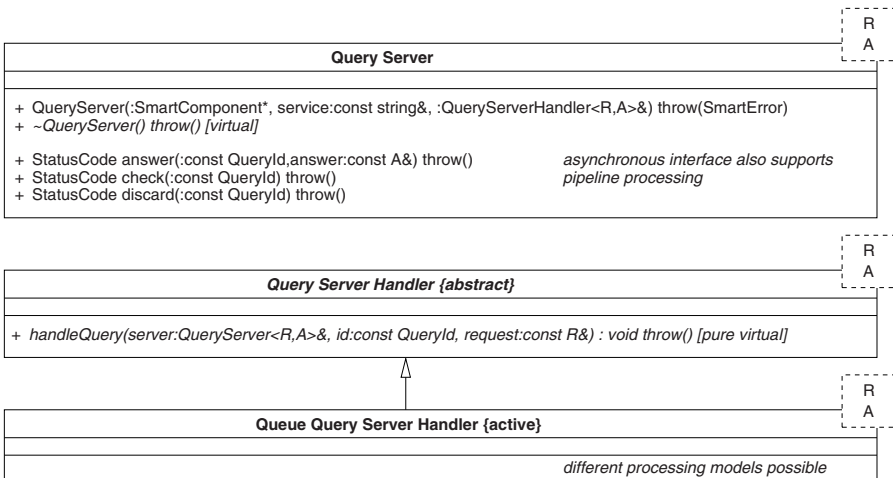 R
A
Query Server
+ QueryServer(:SmartComponent*, service:const string&, :QueryServerHandler<R,A>&) throw(SmartError)
+ ~QueryServer() throw() [virtual]
+ StatusCode answer(:const QueryId,answer:const A&) throw() asynchronous interface also supports
+ StatusCode check(:const QueryId) throw() pipeline processing
+ StatusCode discard(:const QueryId) throw()
R
A
Query Server Handler {abstract}
+ handleQuery(server:QueryServer<R,A>&, id:const QueryId, request:const R&) : void throw() [pure virtual]
R
A
Queue Query Server Handler {active}
different processing models possible